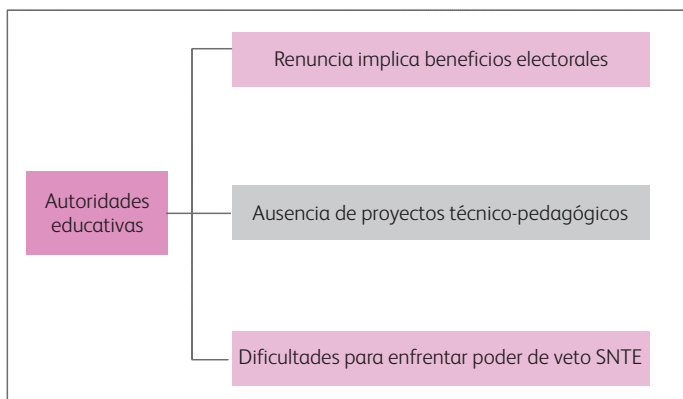 Renuncia implica beneficios electorales
Autoridades
educativas
Ausencia de proyectos técnico-pedagógicos
Dificultades para enfrentar poder de veto SNTE